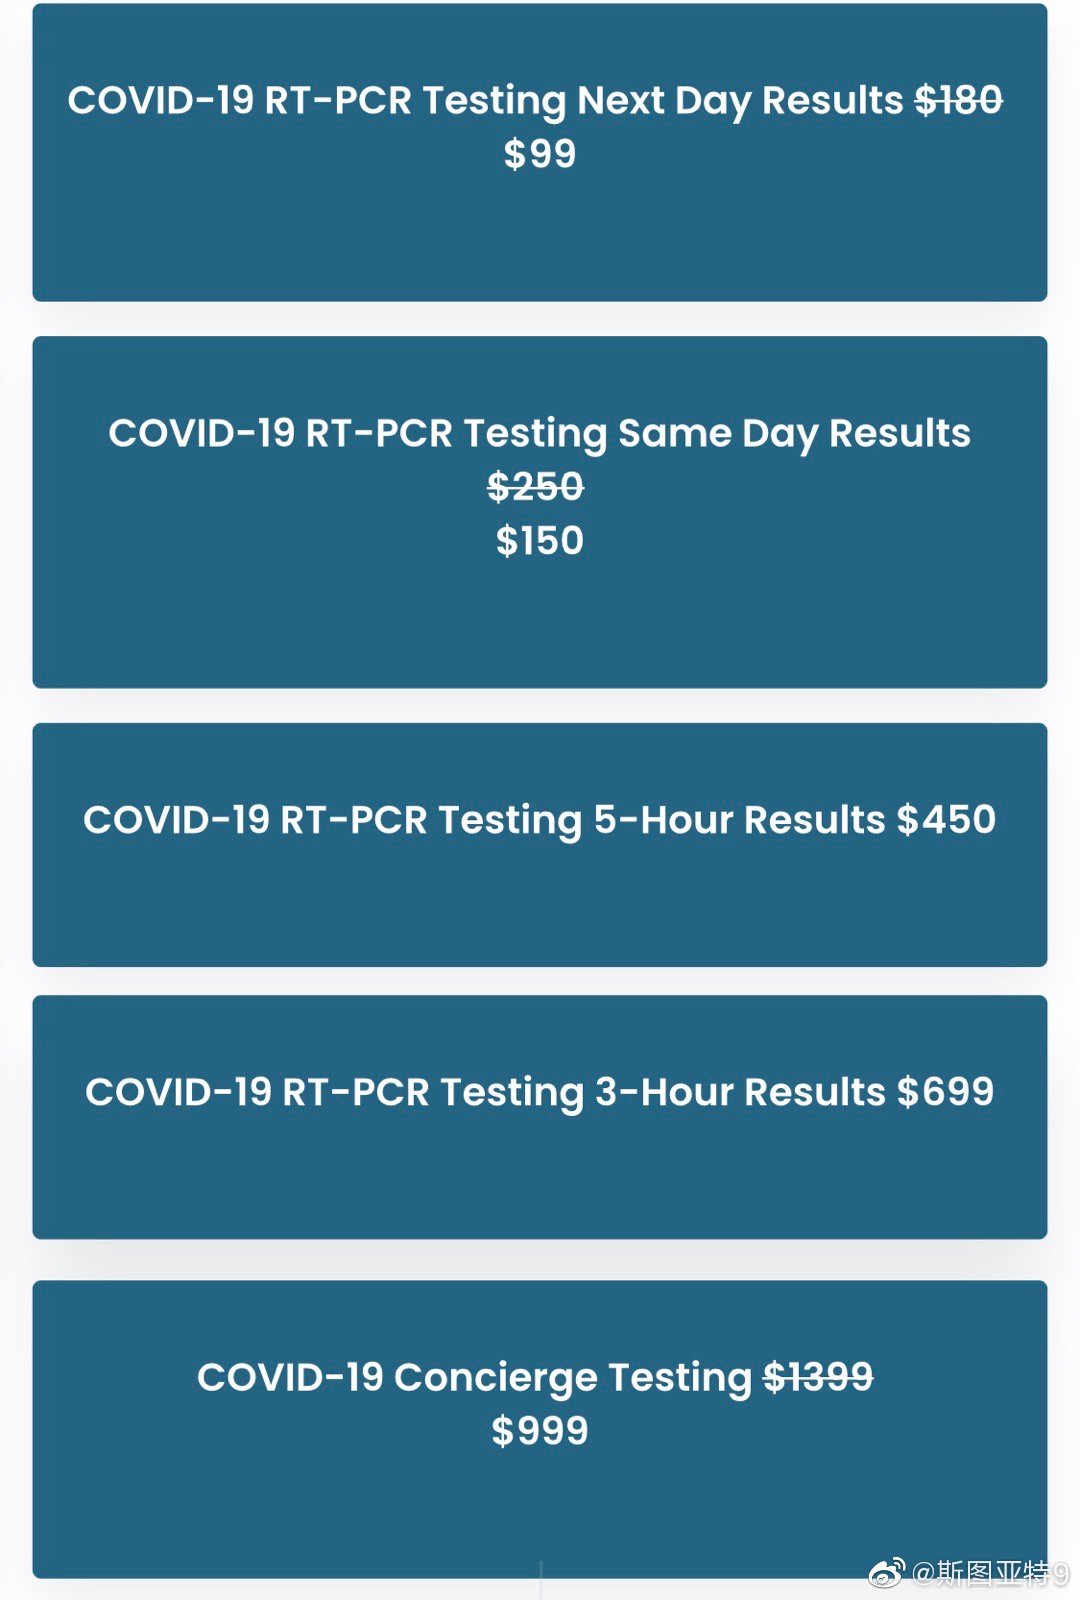 COVID-19 RT-PCR Testing Next Day Results $180
$99
COVID-19 RT-PCR Testing Same Day Results
$250
$150
COVID-19 RT-PCR Testing 5-Hour Results $450
COVID-19 RT-PCR Testing 3-Hour Results $699
COVID-19 Concierge Testing $1399
$999
@斯图亚特9